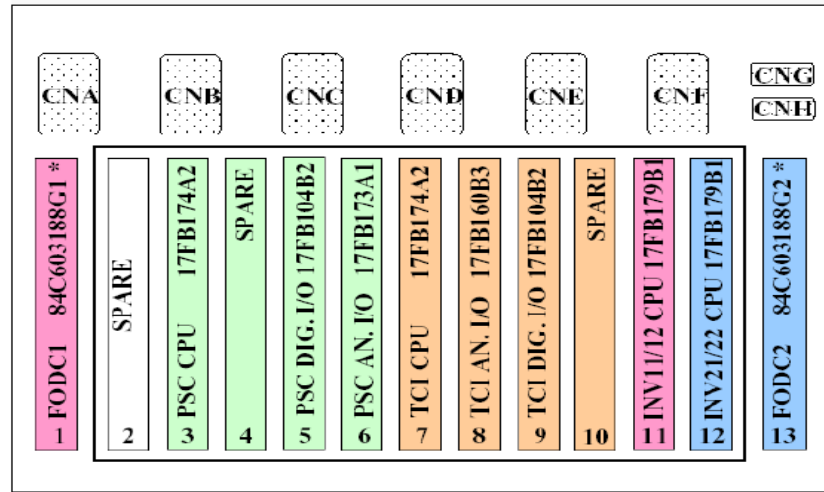 CNA
CNB
CNC
CND
CNE
CNF
CNG
CNH
1 FODC1 84C603188G1*
2 SPARE
3 PSC CPU 17FB174A2
4 SPARE
5 PSC DIG. I/O 17FB104B2
6 PSC AN. I/O 17FB173A1
7 TCI CPU 17FB174A2
8 TCI AN. I/O 17FB160B3
9 TCI DIG. I/O 17FB104B2
10 SPARE
11 INV11/12 CPU 17FB179B1
12 INV21/22 CPU 17FB179B1
13 FODC2 84C603188G2*